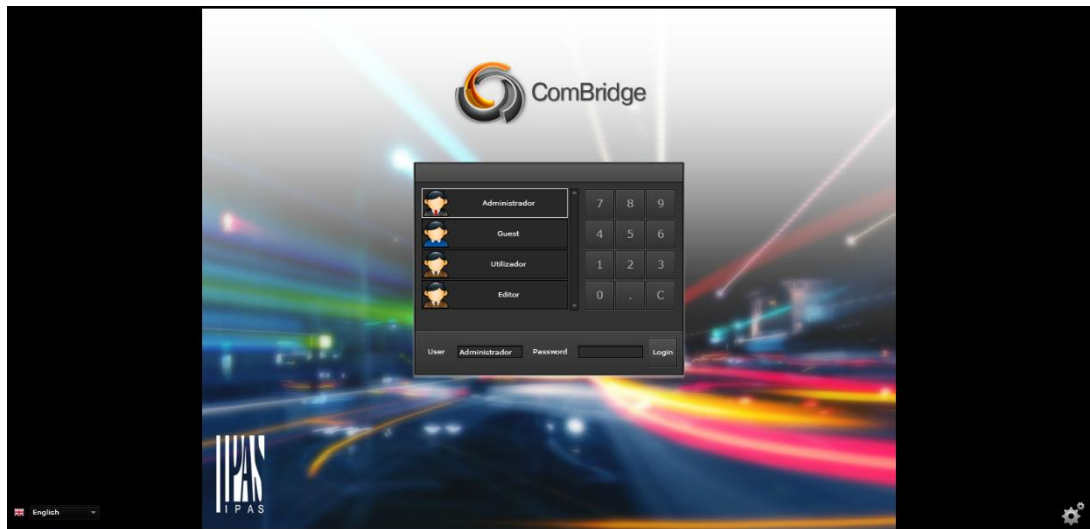 ComBridge
Administrador
7 8 9
Guest
4 5 6
Utilizador
1 2 3
Editor
0 . C
User Administrador Password Login
IPAS
IPAS
English